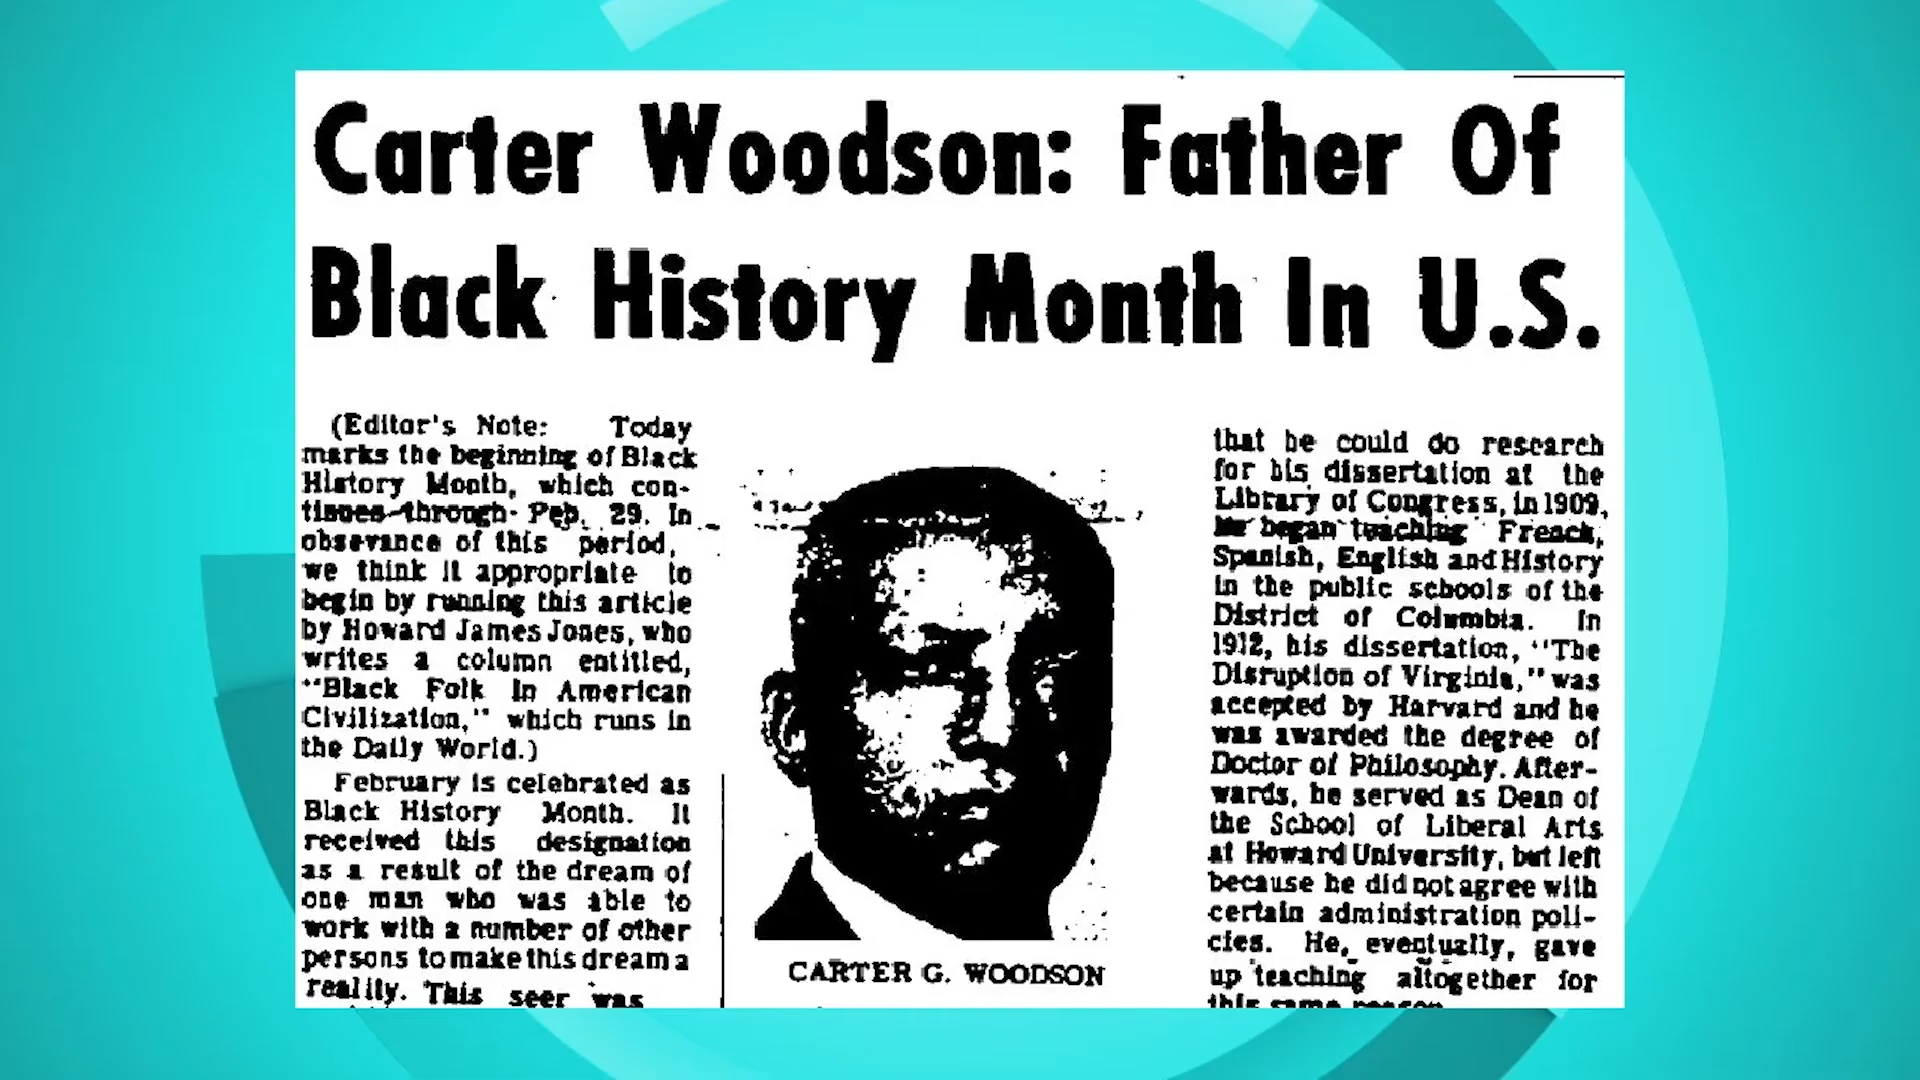 Carter Woodson: Father Of
Black History Month In U.S.
(Editor's Note: Today
marks the beginning of Black
History Month, which con-
tinues through Feb. 29. In
obsevance of this period,
we think it appropriate to
begin by running this article
by Howard James Jones, who
writes a column entitled,
"Black Folk in American
Civilization," which runs in
the Daily World.)
February is celebrated as
Black History Month. It
received this designation
as a result of the dream of
one man who was able to
work with a number of other
persons to make this dream a
reality. This seer was
CARTER G. WOODSON
that he could do research
for his dissertation at the
Library of Congress, in 1909,
he began teaching French,
Spanish, English and History
in the public schools of the
District of Columbia. In
1912, his dissertation, "The
Disruption of Virginia," was
accepted by Harvard and he
was awarded the degree of
Doctor of Philosophy. After-
wards, he served as Dean of
the School of Liberal Arts
at Howard University, but left
because he did not agree with
certain administration poli-
cies. He, eventually, gave
up teaching altogether for
this same reason